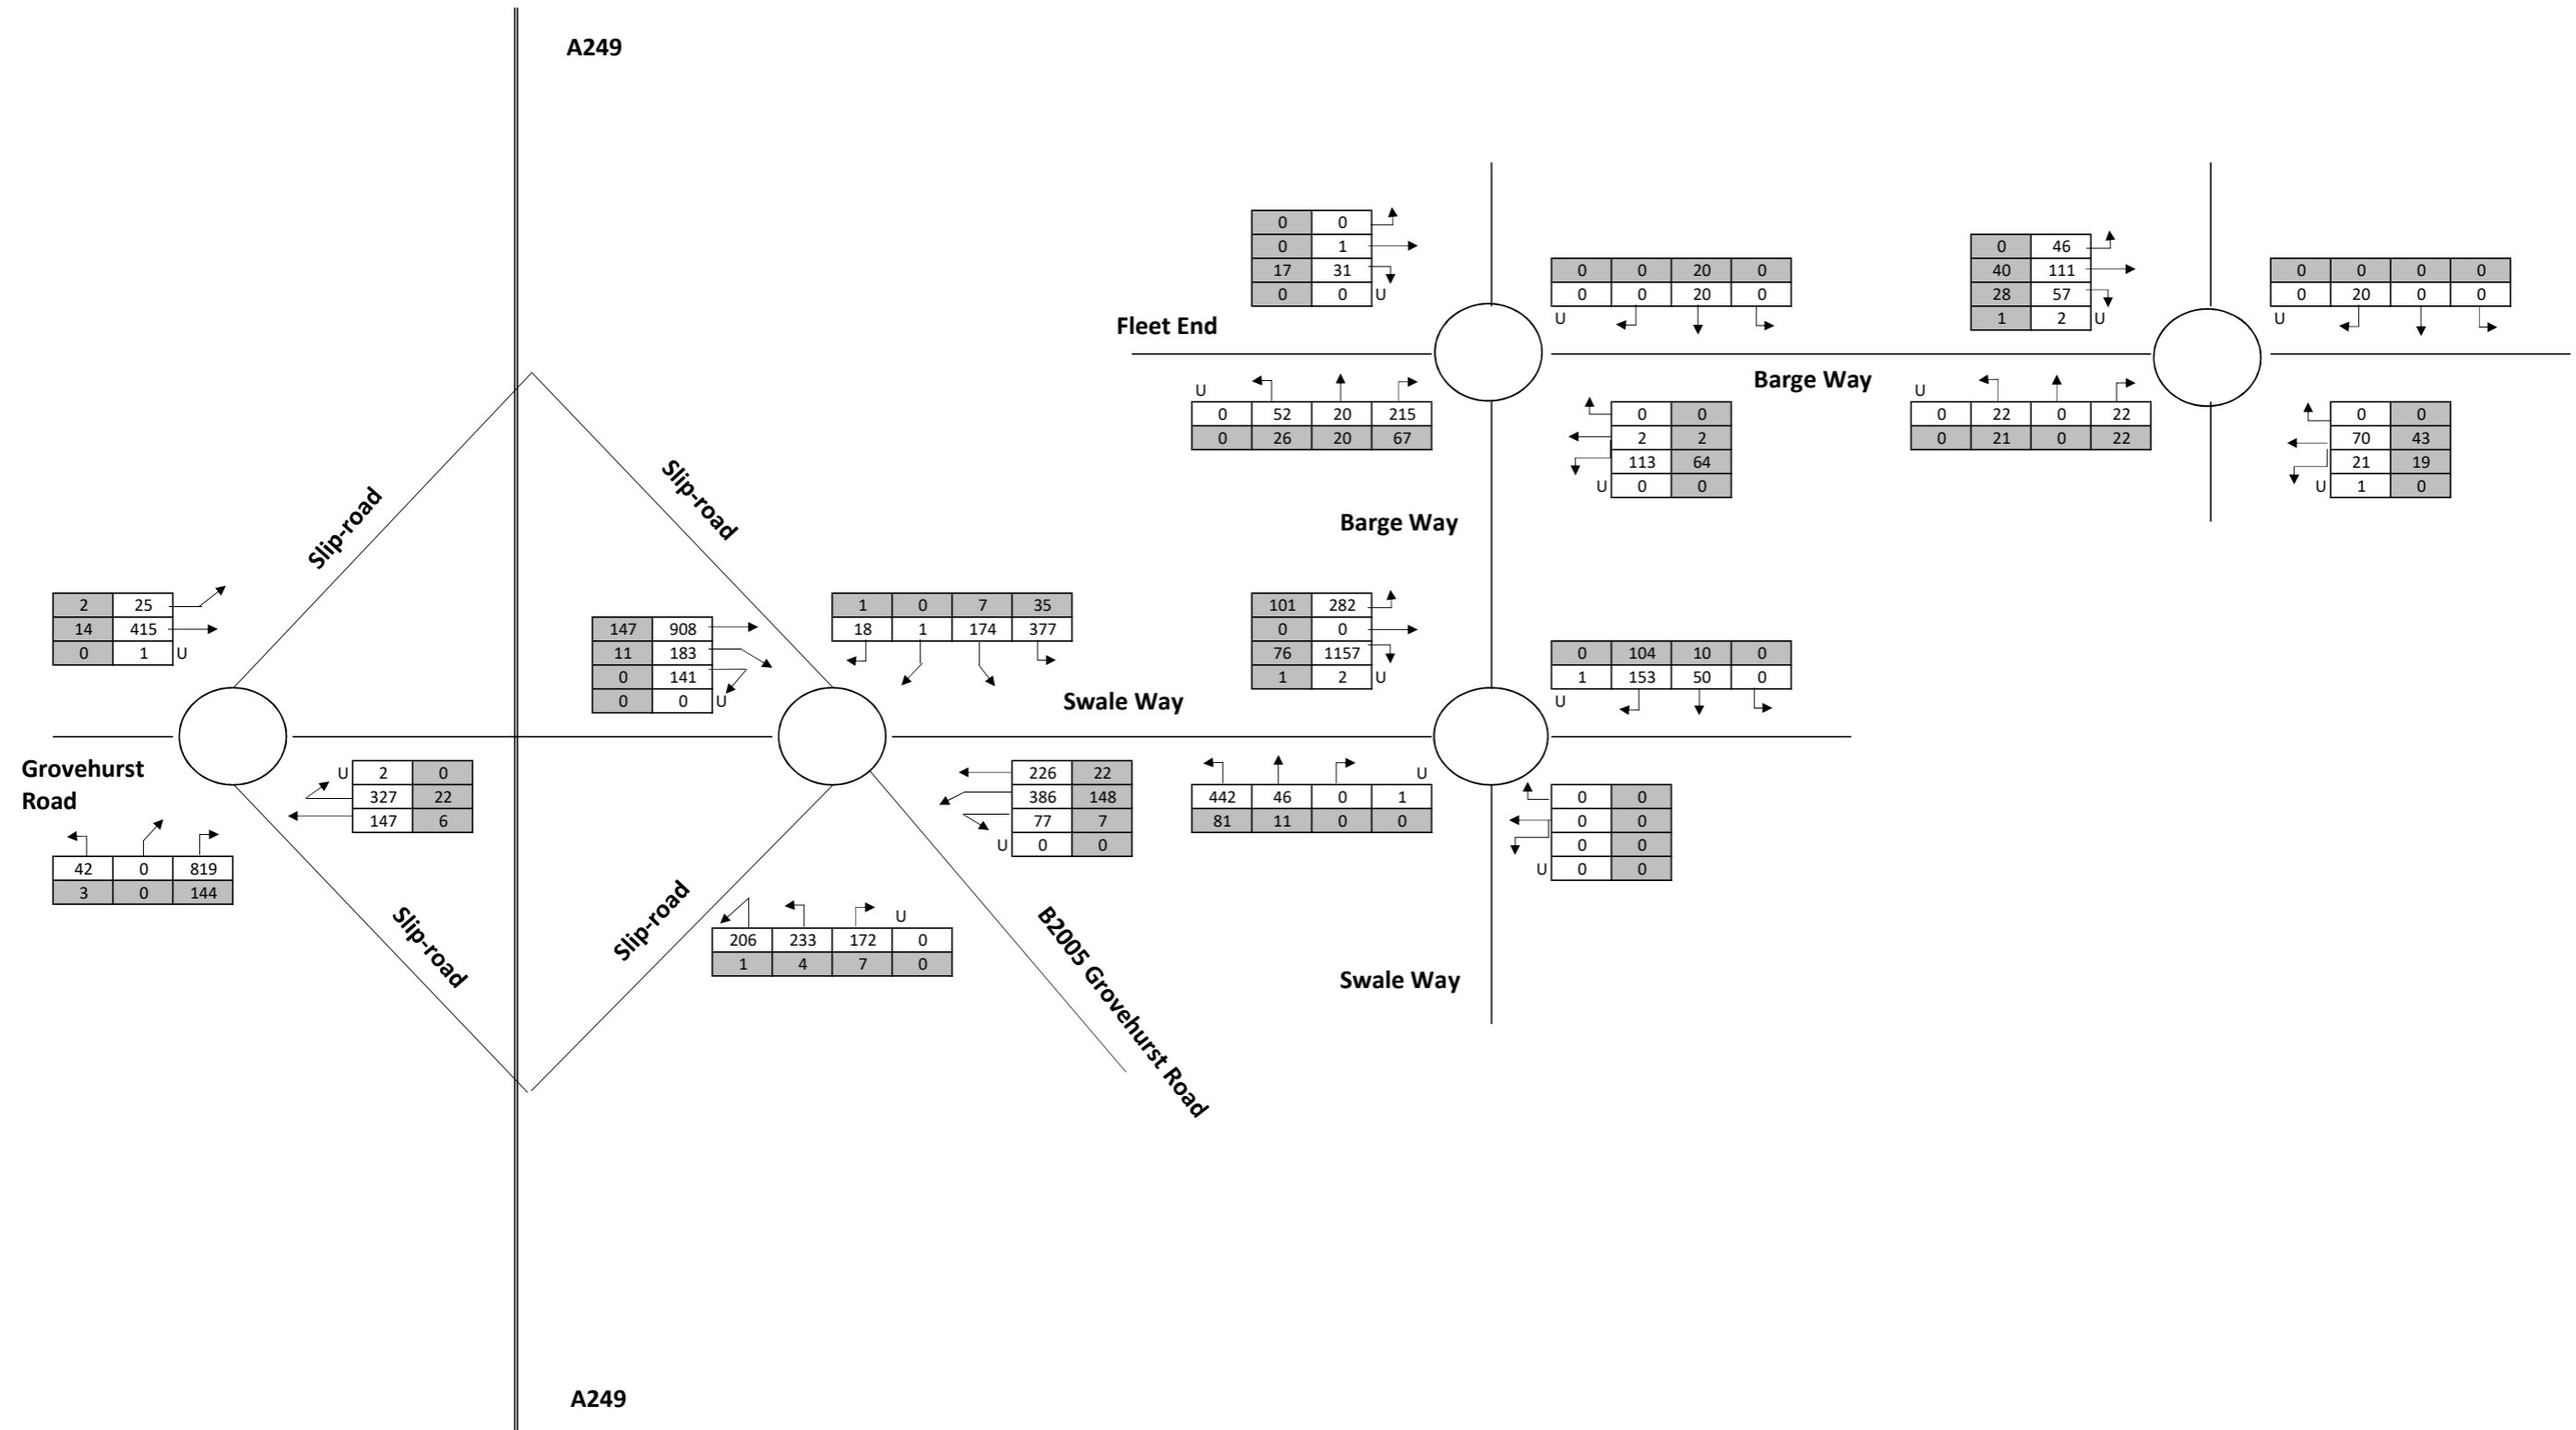 A249
0 0
0 1
17 31
0 0 U
0 0 20 0
0 0 20 0
U
0 46
40 111
28 57
1 2 U
0 0 0 0
0 20 0 0
U
Fleet End
Barge Way
U
0 52 20 215
0 26 20 67
0 0
2 2
113 64
U 0 0
U
0 22 0 22
0 21 0 22
0 0
70 43
21 19
U 1 0
Slip-road
Slip-road
Barge Way
2 25
14 415
0 1 U
147 908
11 183
0 141
0 0 U
1 0 7 35
18 1 174 377
Swale Way
101 282
0 0
76 1157
1 2 U
0 104 10 0
1 153 50 0
U
Grovehurst
Road
U 2 0
327 22
147 6
42 0 819
3 0 144
226 22
386 148
77 7
U 0 0
U
442 46 0 1
81 11 0 0
0 0
0 0
0 0
U 0 0
Slip-road
Slip-road
U
206 233 172 0
1 4 7 0
B2005 Grovehurst Road
Swale Way
A249